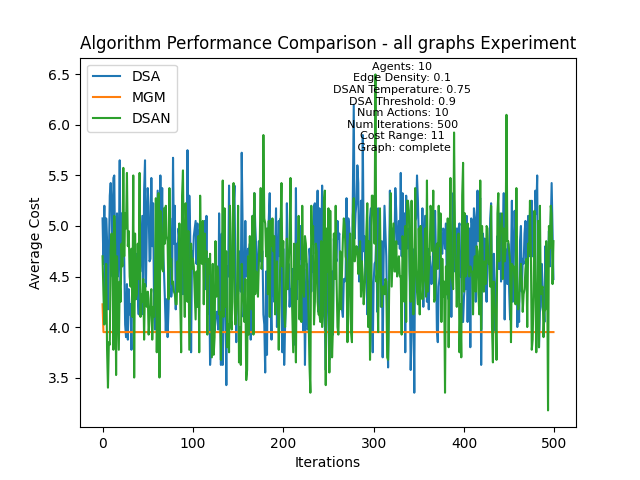 Algorithm Performance Comparison - all graphs Experiment
DSA
MGM
DSAN
Agents: 10
Edge Density: 0.1
DSAN Temperature: 0.75
DSA Threshold: 0.9
Num Actions: 10
Num Iterations: 500
Cost Range: 11
Graph: complete
Average Cost
6.5
6.0
5.5
5.0
4.5
4.0
3.5
0 100 200 300 400 500
Iterations